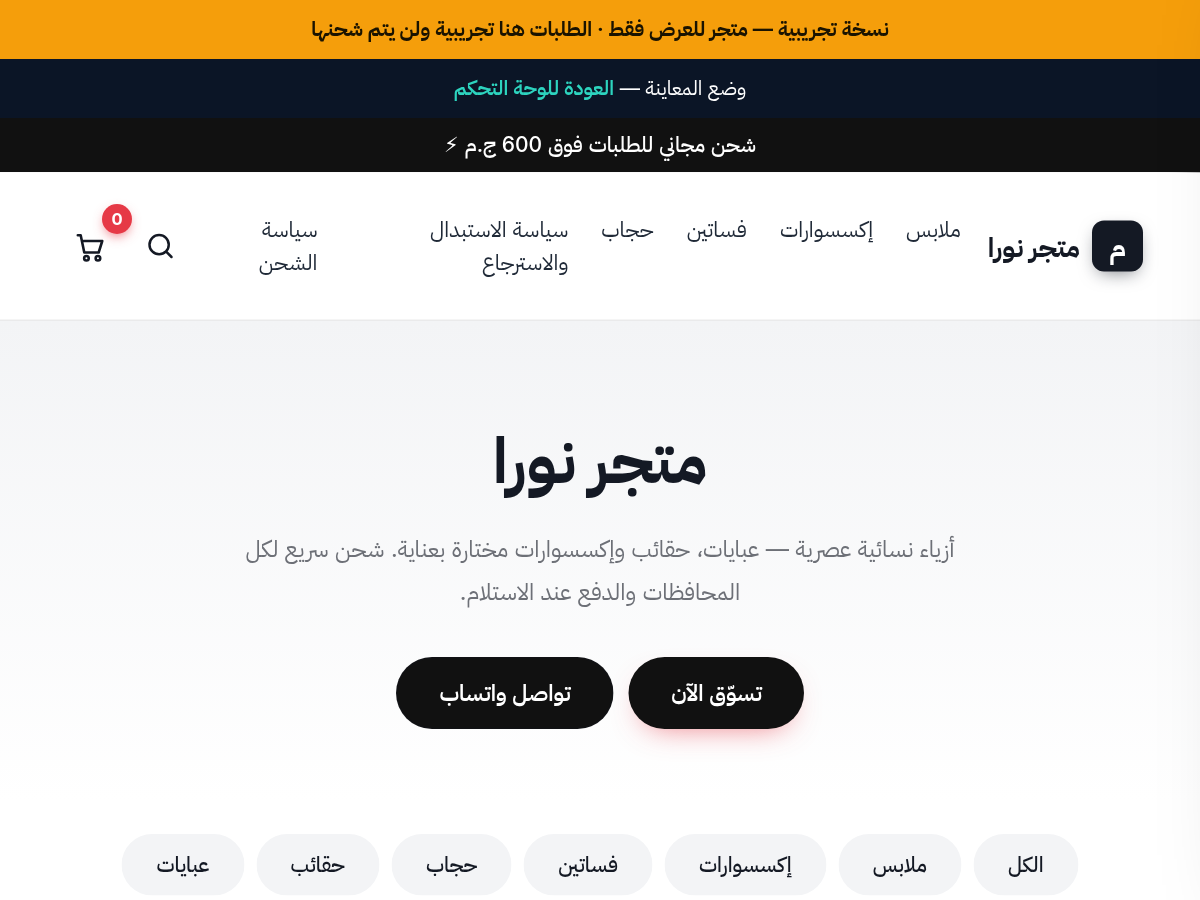 نسخة تجريبية — متجر للعرض فقط · الطلبات هنا تجريبية ولن يتم شحنها
وضع المعاينة — العودة للوحة التحكم
شحن مجاني للطلبات فوق 600 ج.م ⚡
م
متجر نورا
ملابس
إكسسوارات
فساتين
حجاب
سياسة الاستبدال
والاسترجاع
سياسة
الشحن
0
متجر نورا
أزياء نسائية عصرية — عبايات، حقائب وإكسسوارات مختارة بعناية. شحن سريع لكل
المحافظات والدفع عند الاستلام.
تسوّق الآن
تواصل واتساب
الكل
ملابس
إكسسوارات
فساتين
حجاب
حقائب
عبايات